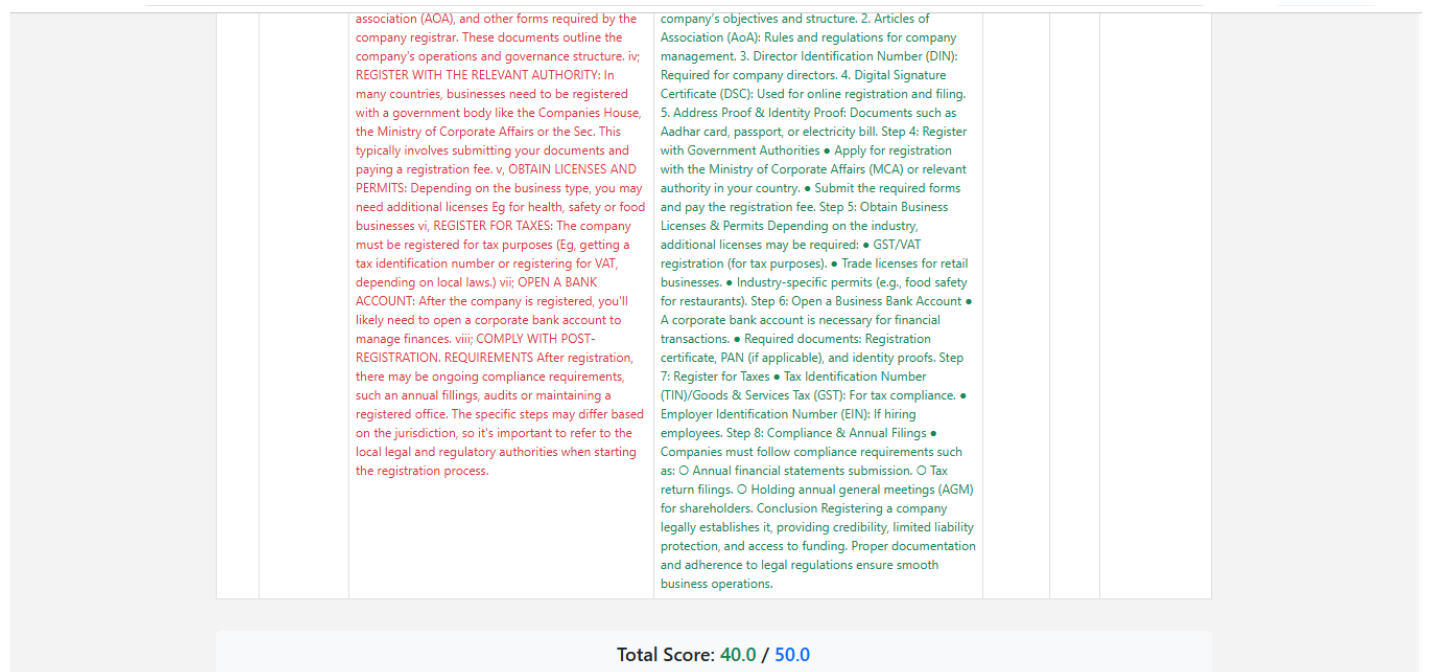 association (AOA), and other forms required by the
company registrar. These documents outline the
company's operations and governance structure. iv;
REGISTER WITH THE RELEVANT AUTHORITY: In
many countries, businesses need to be registered
with a government body like the Companies House,
the Ministry of Corporate Affairs or the Sec. This
typically involves submitting your documents and
paying a registration fee. v, OBTAIN LICENSES AND
PERMITS: Depending on the business type, you may
need additional licenses Eg for health, safety or food
businesses vi, REGISTER FOR TAXES: The company
must be registered for tax purposes (Eg, getting a
tax identification number or registering for VAT,
depending on local laws.) vii; OPEN A BANK
ACCOUNT: After the company is registered, you'll
likely need to open a corporate bank account to
manage finances. viii; COMPLY WITH POST-
REGISTRATION. REQUIREMENTS After registration,
there may be ongoing compliance requirements,
such an annual fillings, audits or maintaining a
registered office. The specific steps may differ based
on the jurisdiction, so it's important to refer to the
local legal and regulatory authorities when starting
the registration process.
company's objectives and structure. 2. Articles of
Association (AoA): Rules and regulations for company
management. 3. Director Identification Number (DIN):
Required for company directors. 4. Digital Signature
Certificate (DSC): Used for online registration and filing.
5. Address Proof & Identity Proof: Documents such as
Aadhar card, passport, or electricity bill. Step 4: Register
with Government Authorities ● Apply for registration
with the Ministry of Corporate Affairs (MCA) or relevant
authority in your country. ● Submit the required forms
and pay the registration fee. Step 5: Obtain Business
Licenses & Permits Depending on the industry,
additional licenses may be required: ● GST/VAT
registration (for tax purposes). ● Trade licenses for retail
businesses. ● Industry-specific permits (e.g., food safety
for restaurants). Step 6: Open a Business Bank Account ●
A corporate bank account is necessary for financial
transactions. ● Required documents: Registration
certificate, PAN (if applicable), and identity proofs. Step
7: Register for Taxes ● Tax Identification Number
(TIN)/Goods & Services Tax (GST): For tax compliance. ●
Employer Identification Number (EIN): If hiring
employees. Step 8: Compliance & Annual Filings ●
Companies must follow compliance requirements such
as: ○ Annual financial statements submission. ○ Tax
return filings. ○ Holding annual general meetings (AGM)
for shareholders. Conclusion Registering a company
legally establishes it, providing credibility, limited liability
protection, and access to funding. Proper documentation
and adherence to legal regulations ensure smooth
business operations.
Total Score: 40.0 / 50.0